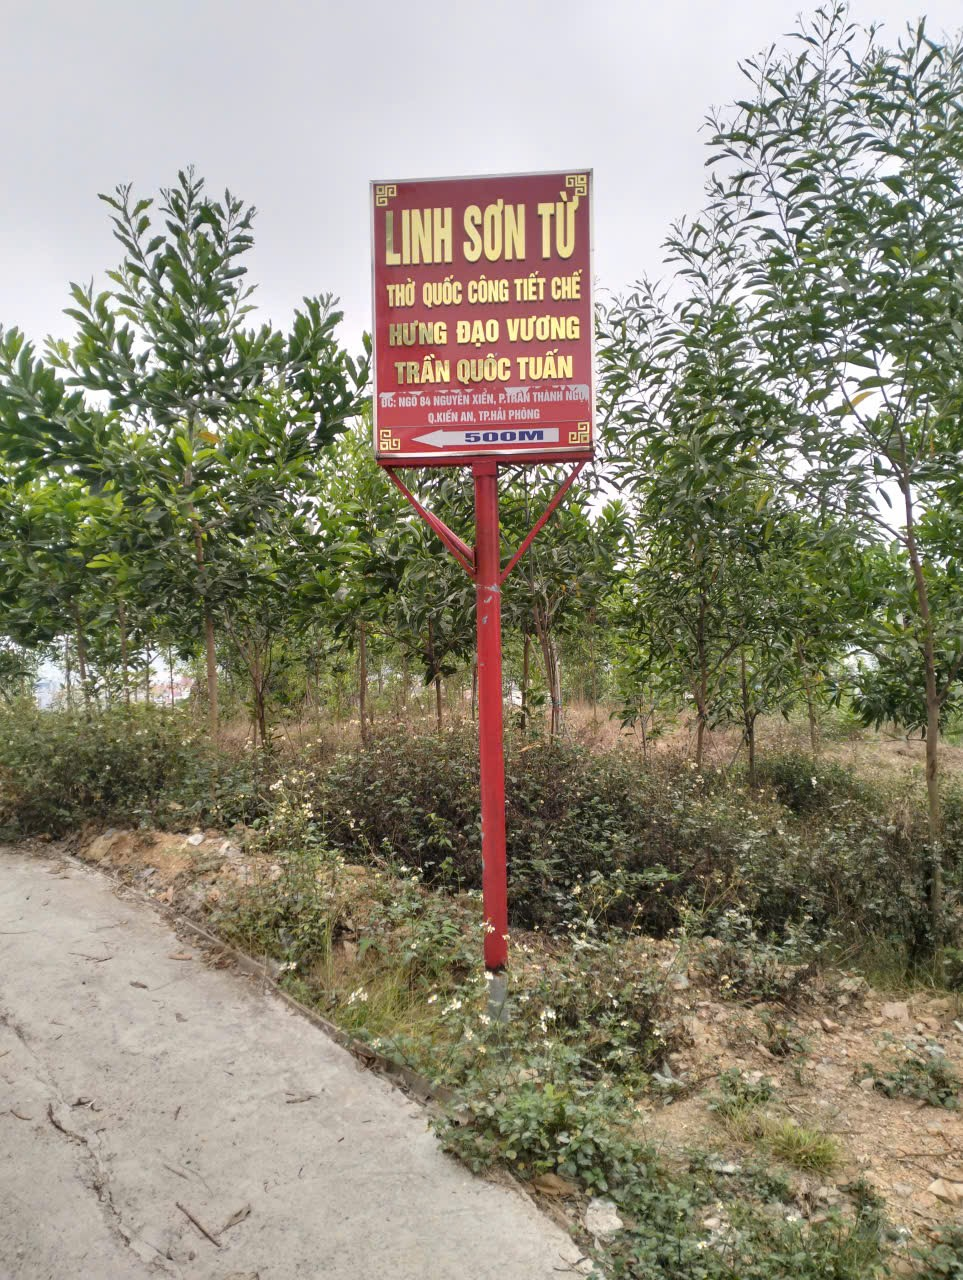 LINH SƠN TỪ
THỜ QUỐC CÔNG TIẾT CHẾ
HƯNG ĐẠO VƯƠNG
TRẦN QUỐC TUẤN
ĐC: NGÕ 84 NGUYỄN XIỂN, P.TRẦN THÀNH NGỌ
Q.KIẾN AN, TP.HẢI PHÒNG
500M